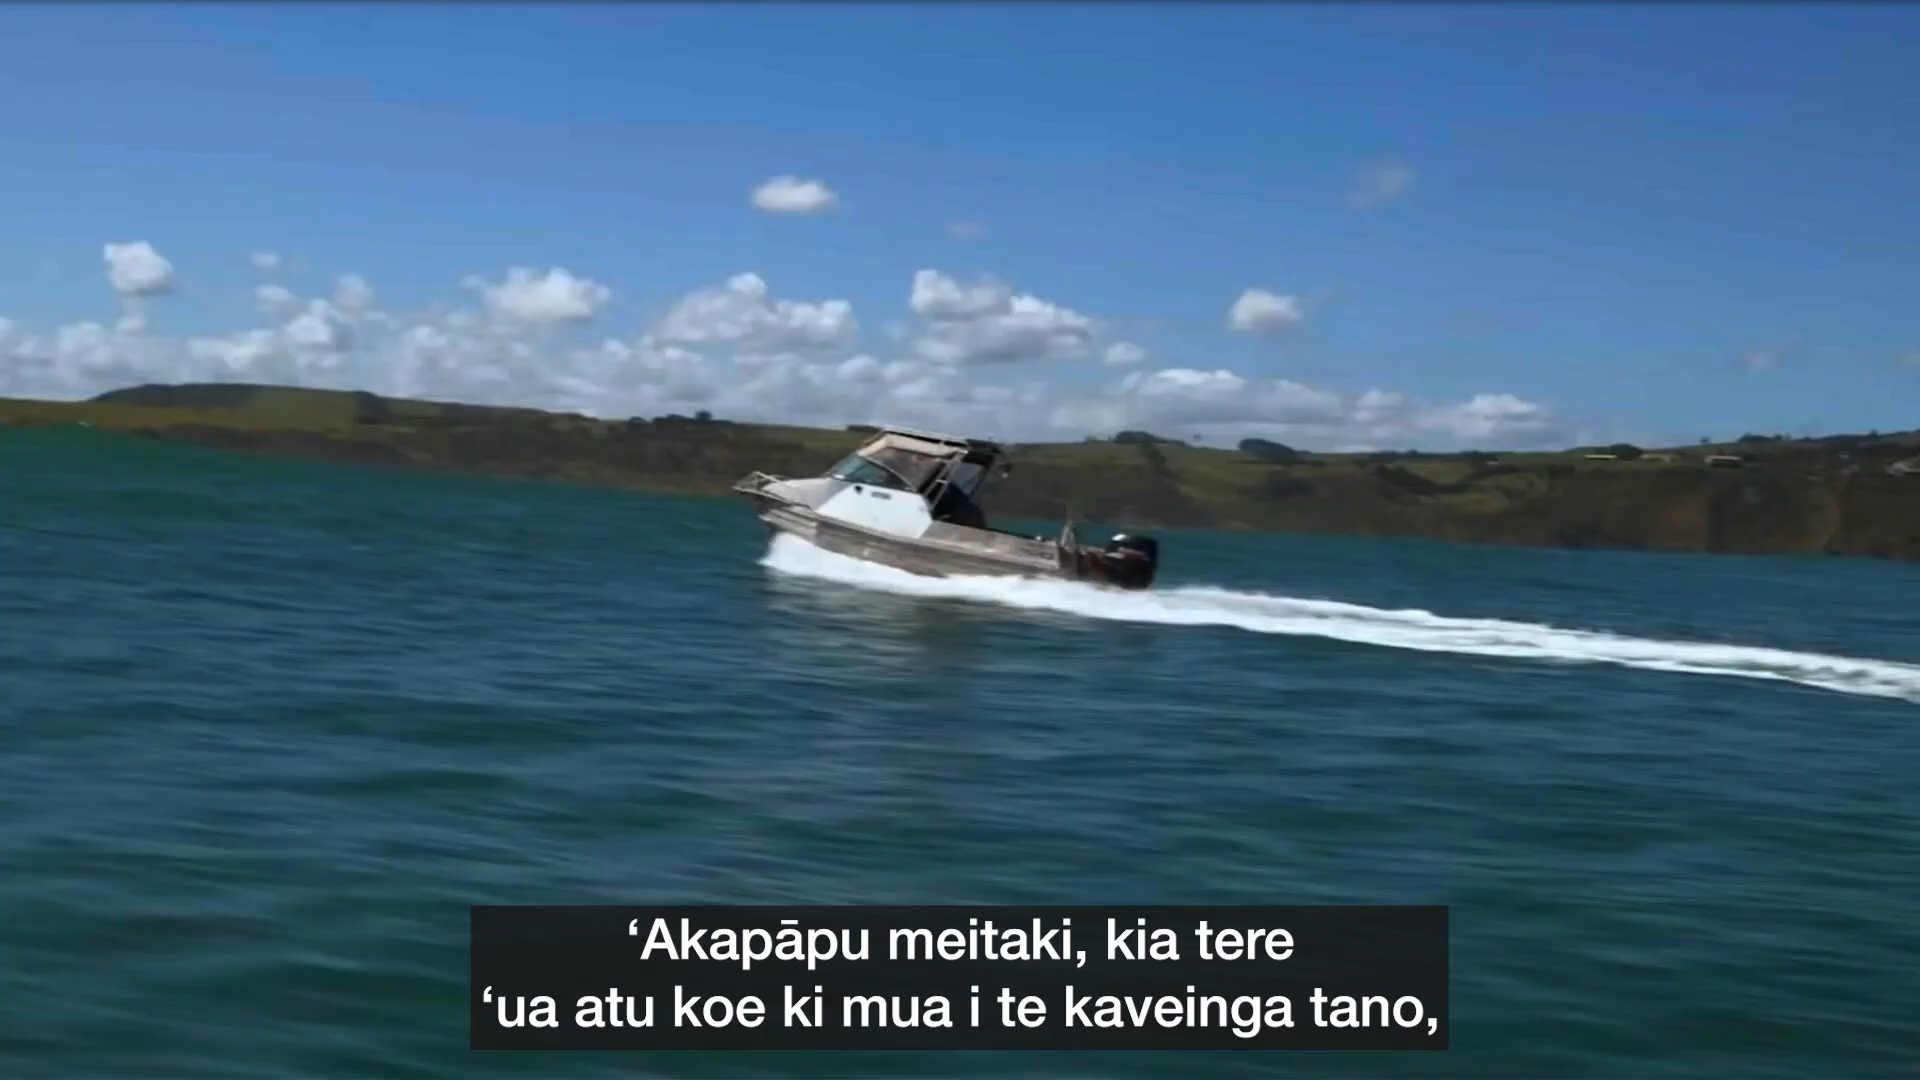 ‘Akapāpu meitaki, kia tere
‘ua atu koe ki mua i te kaveinga tano,